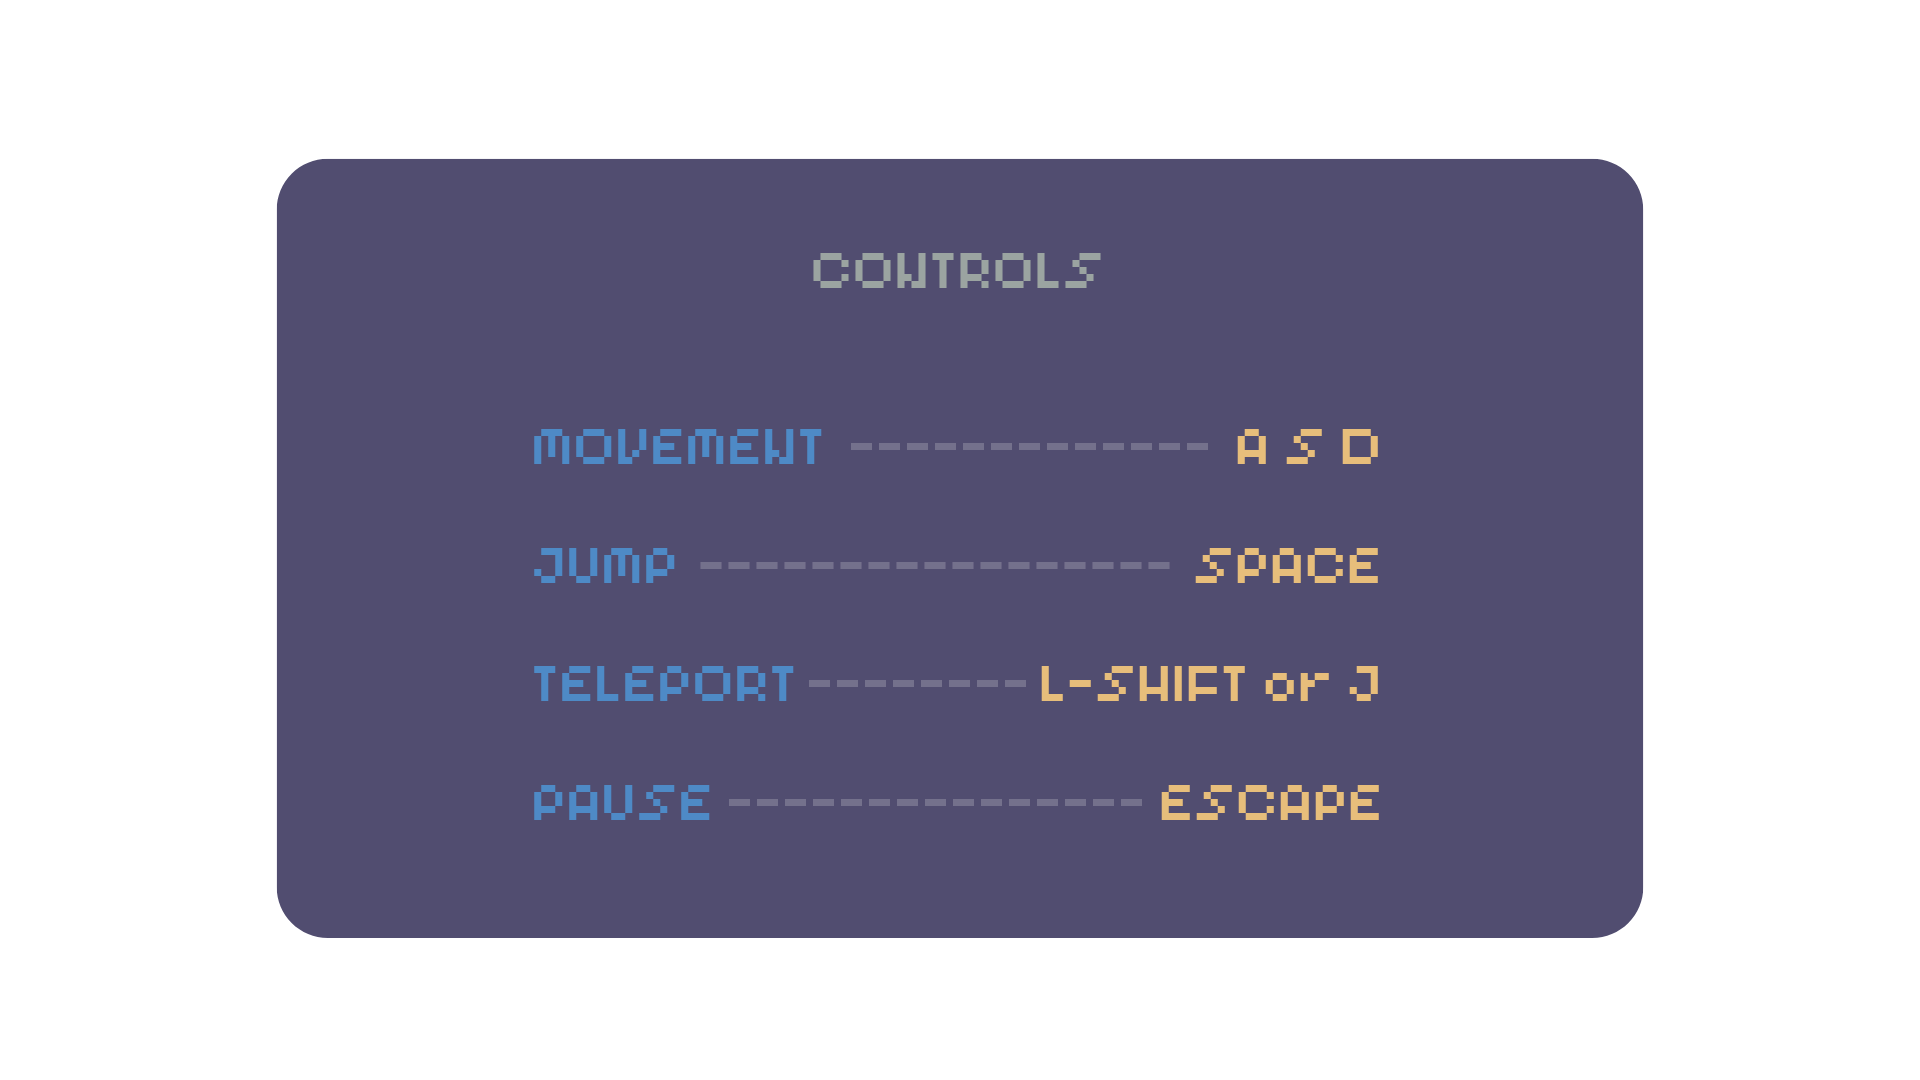 CONTROLS
MOVEMENT ------------- A S D
JUMP ----------------- SPACE
TELEPORT -------- L-SHIFT or J
PAUSE --------------- ESCAPE